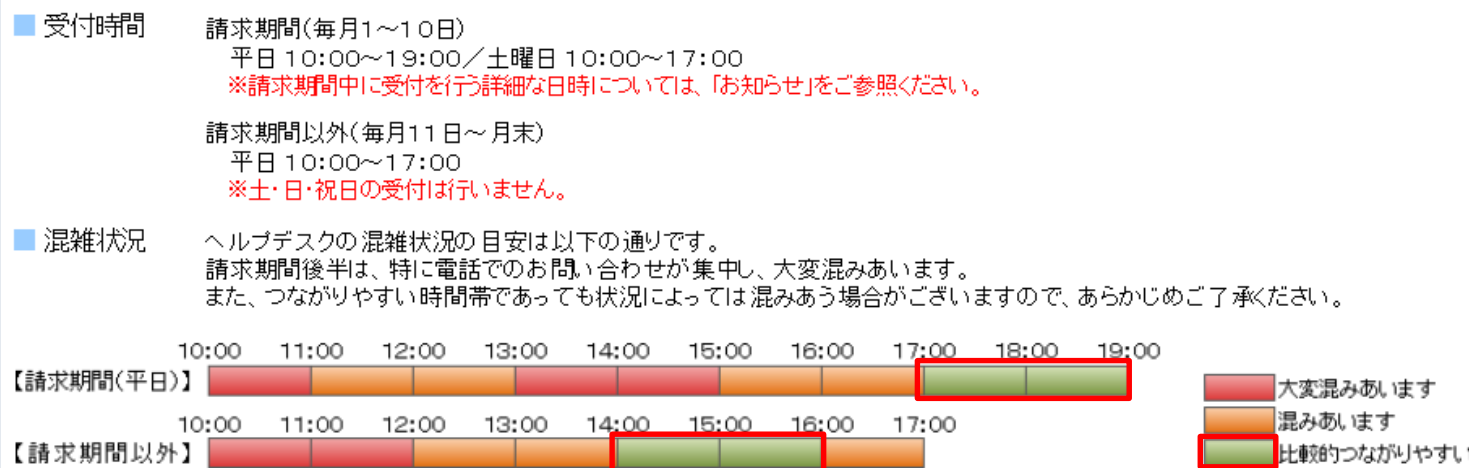 受付時間 請求期間(毎月1～10日)
平日10:00～19:00／土曜日10:00～17:00
※請求期間中に受付を行う詳細な日時については、「お知らせ」をご参照ください。
請求期間以外(毎月11日～月末)
平日10:00～17:00
※土・日・祝日の受付は行いません。
混雑状況 ヘルプデスクの混雑状況の目安は以下の通りです。
請求期間後半は、特に電話でのお問い合わせが集中し、大変混みあいます。
また、つながりやすい時間帯であっても状況によっては混みあう場合がございますので、あらかじめご了承ください。
10:00 11:00 12:00 13:00 14:00 15:00 16:00 17:00 18:00 19:00
【請求期間(平日)】
大変混みあいます
10:00 11:00 12:00 13:00 14:00 15:00 16:00 17:00
混みあいます
【請求期間以外】
比較的つながりやすい